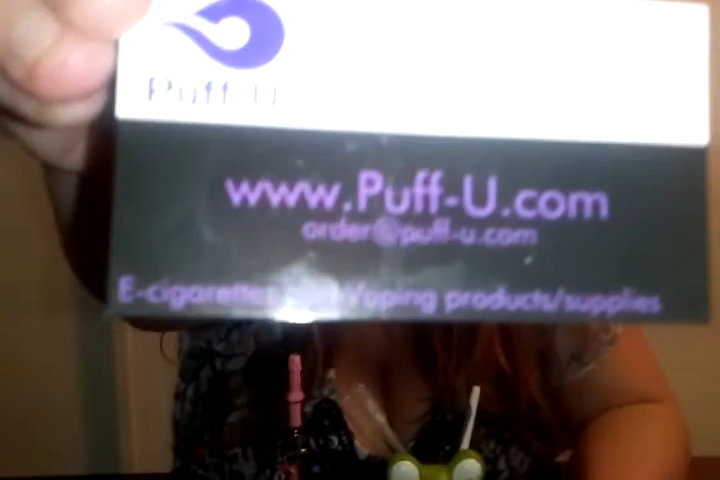 Puff-U
www.Puff-U.com
order@puff-u.com
E-cigarettes Vaping products/supplies